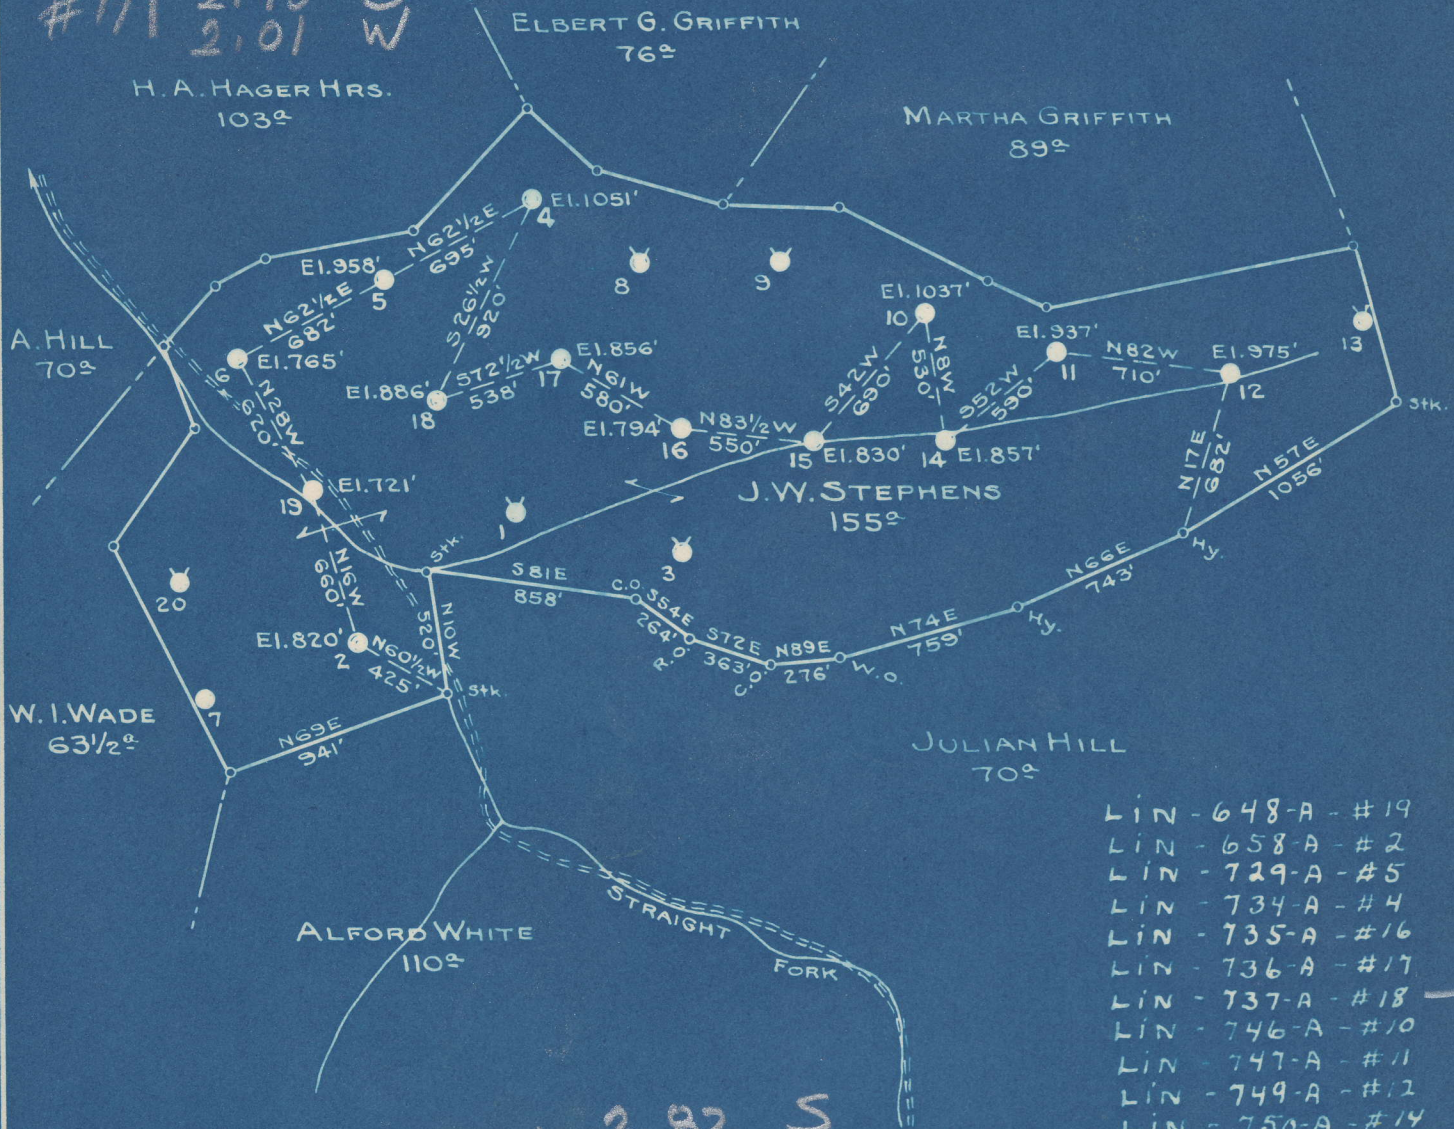 2.01 W
ELBERT G. GRIFFITH
76ª
H. A. HAGER HRS.
103ª
MARTHA GRIFFITH
89ª
A. HILL
70ª
El. 1051'
4
N62½E
695'
El. 958'
5
N62½E
682'
El. 765'
6
S26½W
920'
8
9
El. 1037'
10
El. 937'
11
N82W
710'
El. 975'
12
13
Stk.
El. 886'
18
S72½W
538'
17
El. 856'
N61W
580'
El. 794'
16
N83½W
550'
15
El. 830'
S42W
690'
N8W
530'
14
El. 857'
S52W
590'
N17E
682'
N57E
1056'
N28W
620'
19
El. 721'
1
J. W. STEPHENS
155ª
3
Stk.
S81E
858'
C.O.
S54E
264'
R.O.
S72E
363'
C.O.
N89E
276'
W.O.
N74E
759'
Hy.
N66E
743'
Hy.
20
N16W
660'
El. 820'
2
N60½W
425'
N10W
520
Stk.
7
W. I. WADE
63½ª
N69E
941'
JULIAN HILL
70ª
ALFORD WHITE
110ª
STRAIGHT
FORK
LIN - 648-A - #19
LIN - 658-A - #2
LIN - 729-A - #5
LIN - 734-A - #4
LIN - 735-A - #16
LIN - 736-A - #17
LIN - 737-A - #18
LIN - 746-A - #10
LIN - 747-A - #11
LIN - 749-A - #12
LIN - 750-A - #14